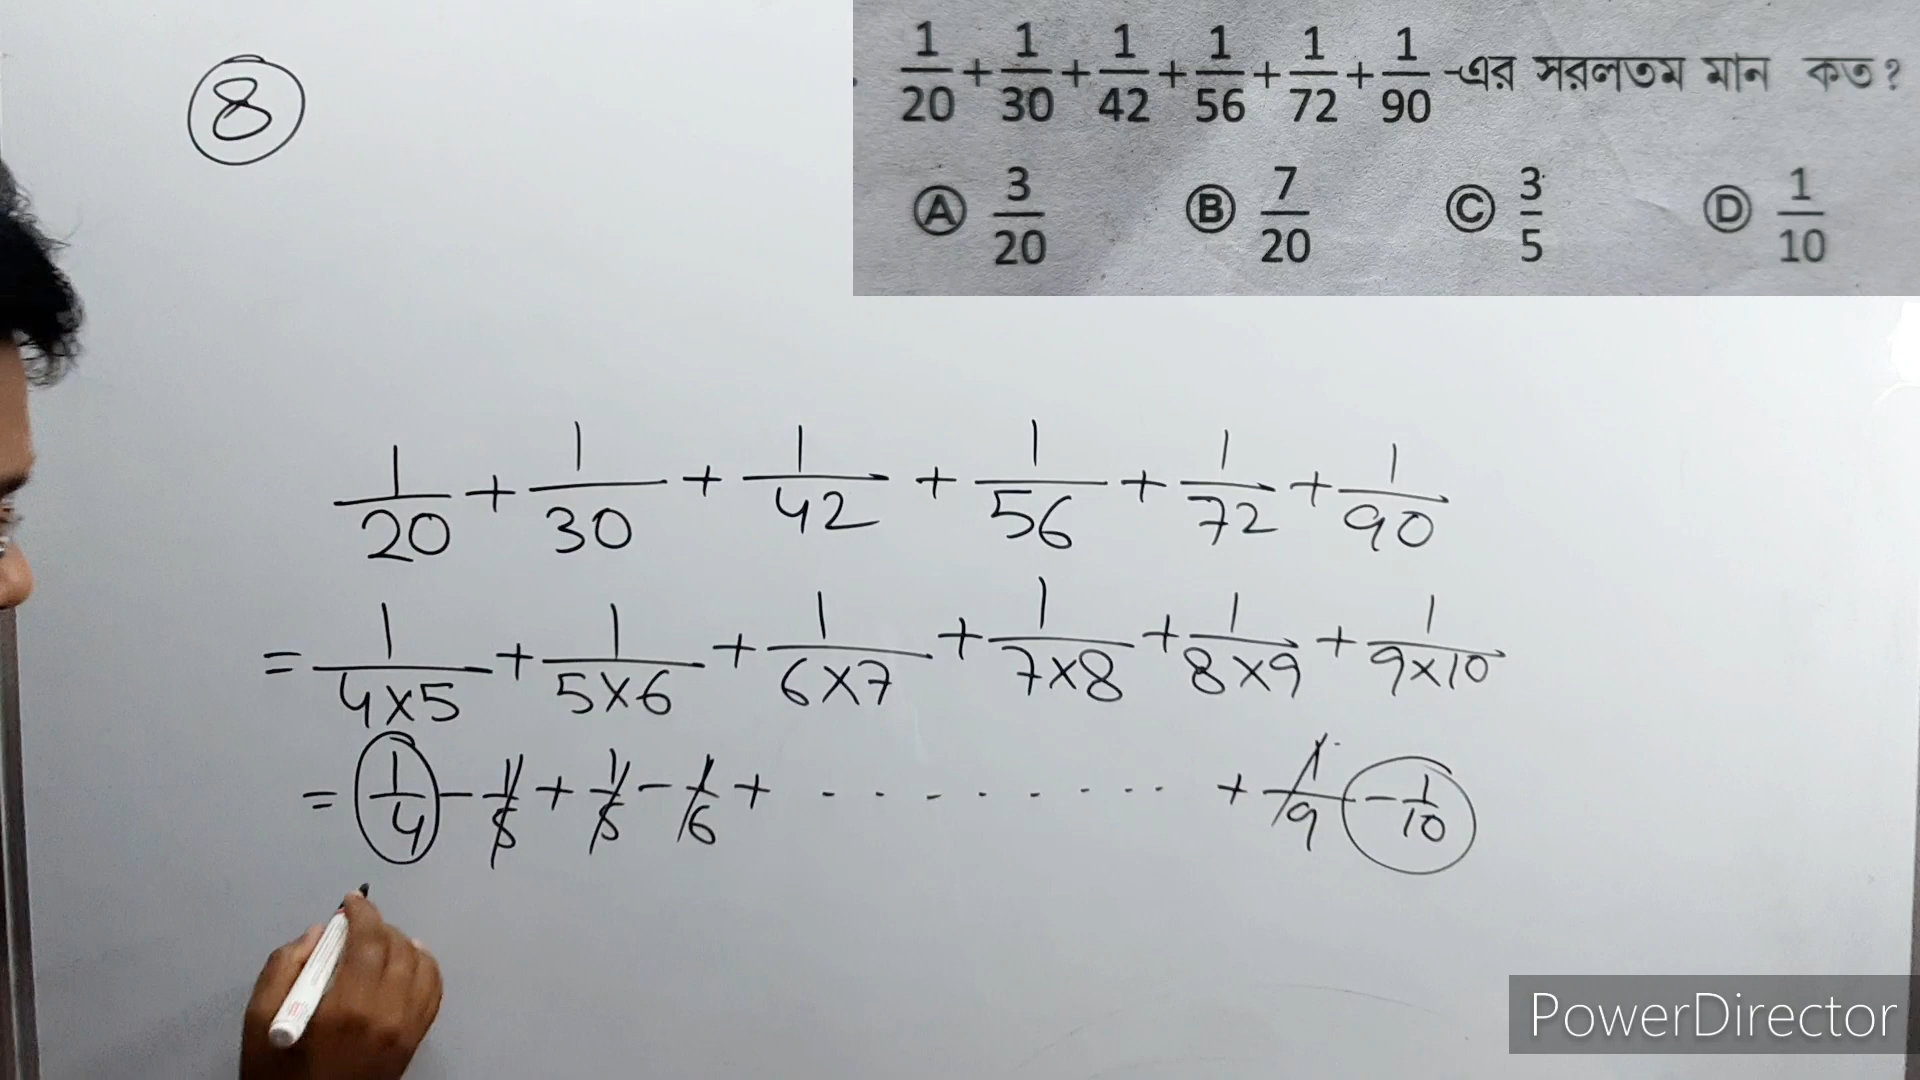 8
1/20 + 1/30 + 1/42 + 1/56 + 1/72 + 1/90 -এর সরলতম মান কত?
Ⓐ 3/20 Ⓑ 7/20 Ⓒ 3/5 Ⓓ 1/10
1/20 + 1/30 + 1/42 + 1/56 + 1/72 + 1/90
= 1/4×5 + 1/5×6 + 1/6×7 + 1/7×8 + 1/8×9 + 1/9×10
= 1/4 - 1/5 + 1/5 - 1/6 + . . . . . . . . . . + 1/9 - 1/10
PowerDirector